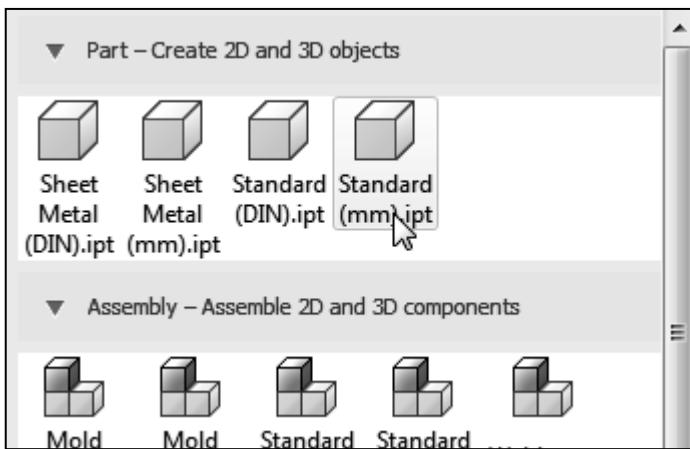 Part – Create 2D and 3D objects
Sheet Metal (DIN).ipt
Sheet Metal (mm).ipt
Standard (DIN).ipt
Standard (mm).ipt
Assembly – Assemble 2D and 3D components
Mold Mold Standard Standard